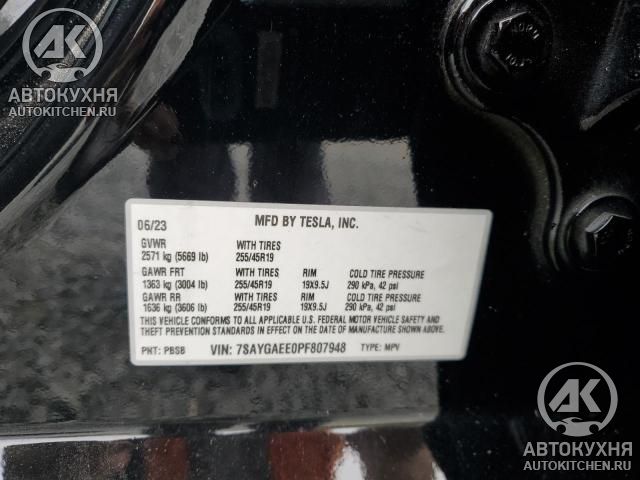 AK
АВТОКУХНЯ
AUTOKITCHEN.RU
06/23 MFD BY TESLA, INC.
GVWR WITH TIRES
2571 kg (5669 lb) 255/45R19
GAWR FRT WITH TIRES RIM COLD TIRE PRESSURE
1363 kg (3004 lb) 255/45R19 19X9.5J 290 kPa, 42 psi
GAWR RR WITH TIRES RIM COLD TIRE PRESSURE
1636 kg (3606 lb) 255/45R19 19X9.5J 290 kPa, 42 psi
THIS VEHICLE CONFORMS TO ALL APPLICABLE U.S. FEDERAL MOTOR VEHICLE SAFETY AND
THEFT PREVENTION STANDARDS IN EFFECT ON THE DATE OF MANUFACTURE SHOWN ABOVE.
PNT: PBSB VIN: 7SAYGAEE0PF807948 TYPE: MPV
AK
АВТОКУХНЯ
AUTOKITCHEN.RU